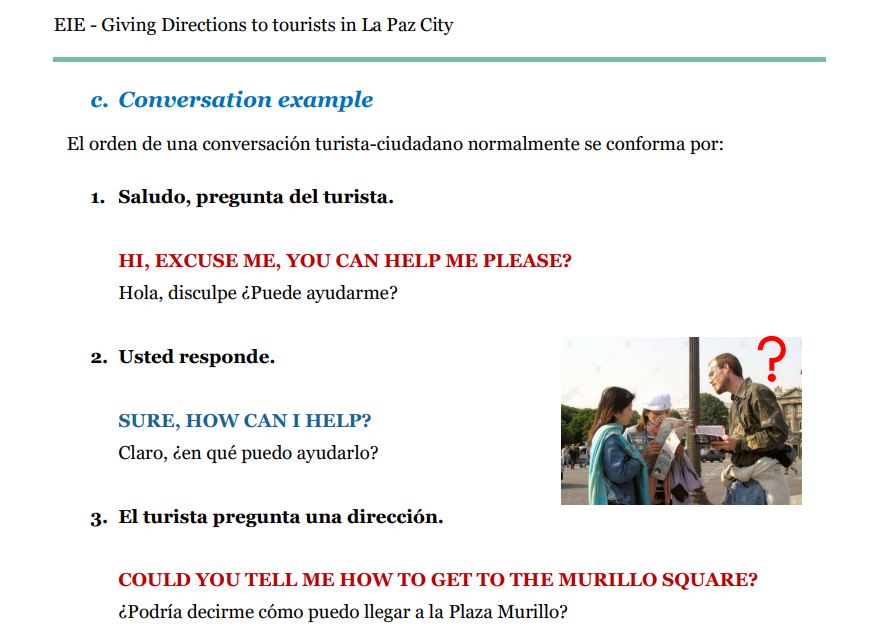 EIE - Giving Directions to tourists in La Paz City
c. Conversation example
El orden de una conversación turista-ciudadano normalmente se conforma por:
1. Saludo, pregunta del turista.
HI, EXCUSE ME, YOU CAN HELP ME PLEASE?
Hola, disculpe ¿Puede ayudarme?
2. Usted responde.
?
SURE, HOW CAN I HELP?
Claro, ¿en qué puedo ayudarlo?
3. El turista pregunta una dirección.
COULD YOU TELL ME HOW TO GET TO THE MURILLO SQUARE?
¿Podría decirme cómo puedo llegar a la Plaza Murillo?